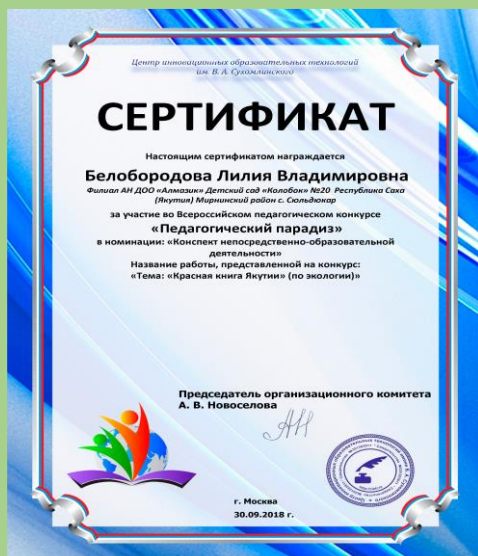 Центр инновационных образовательных технологий
им. В. А. Сухомлинского
СЕРТИФИКАТ
Настоящим сертификатом награждается
Белобородова Лилия Владимировна
Филиал АН ДОО «Алмазик» Детский сад «Колобок» №20 Республика Саха
(Якутия) Мирнинский район с. Сюльдюкар
за участие во Всероссийском педагогическом конкурсе
«Педагогический парадиз»
в номинации: «Конспект непосредственно-образовательной
деятельности»
Название работы, представленной на конкурс:
«Тема: «Красная книга Якутии» (по экологии)»
Председатель организационного комитета
А. В. Новоселова
г. Москва
30.09.2018 г.